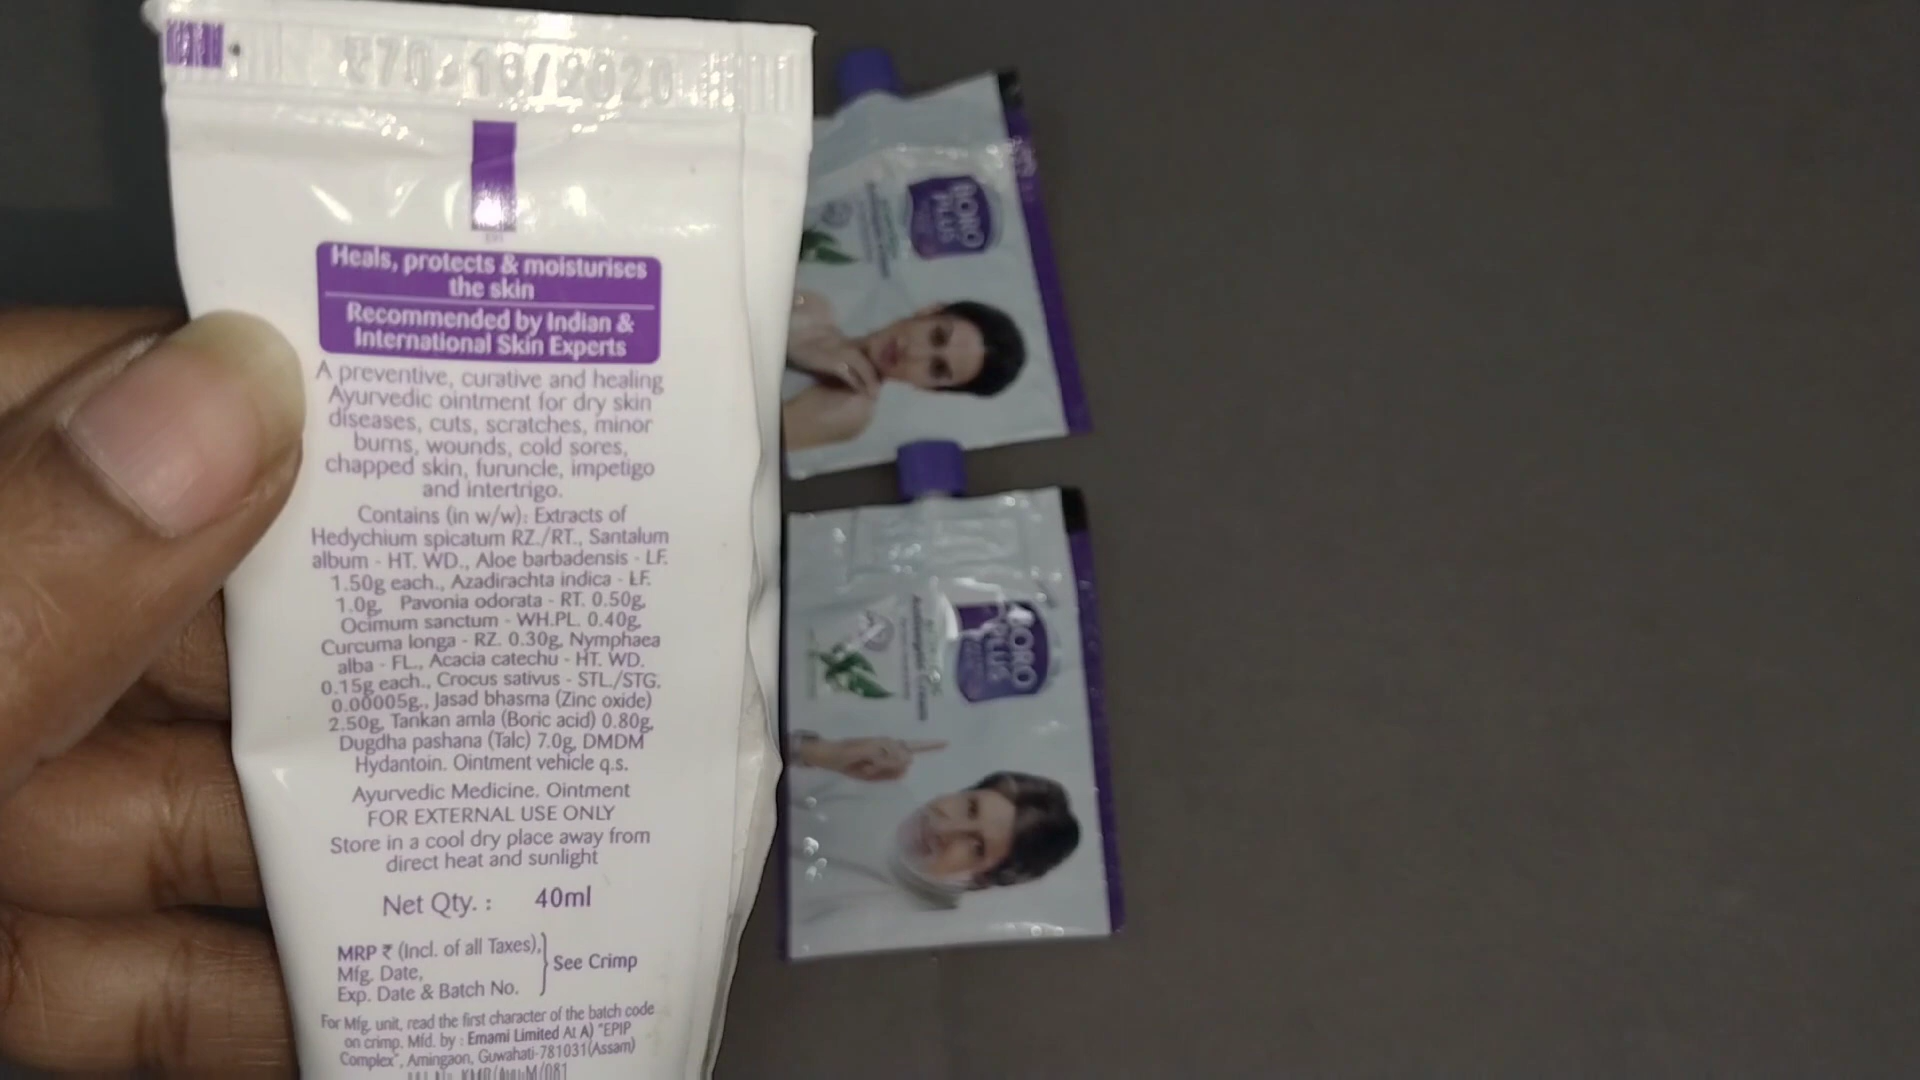 10/2020
Heals, protects & moisturises
the skin
Recommended by Indian &
International Skin Experts
A preventive, curative and healing
Ayurvedic ointment for dry skin
diseases, cuts, scratches, minor
burns, wounds, cold sores,
chapped skin, furuncle, impetigo
and intertrigo.
Contains (in w/w): Extracts of
Hedychium spicatum RZ./RT., Santalum
album - HT. WD., Aloe barbadensis - LF.
1.50g each., Azadirachta indica - LF.
1.0g, Pavonia odorata - RT. 0.50g,
Ocimum sanctum - WH.PL. 0.40g,
Curcuma longa - RZ. 0.30g, Nymphaea
alba - FL., Acacia catechu - HT. WD.
0.15g each., Crocus sativus - STL./STG.
0.00005g., Jasad bhasma (Zinc oxide)
2.50g, Tankan amla (Boric acid) 0.80g,
Dugdha pashana (Talc) 7.0g, DMDM
Hydantoin. Ointment vehicle q.s.
Ayurvedic Medicine. Ointment
FOR EXTERNAL USE ONLY
Store in a cool dry place away from
direct heat and sunlight
Net Qty. : 40ml
MRP ₹ (Incl. of all Taxes),
Mfg. Date,
Exp. Date & Batch No.
See Crimp
For Mfg. unit, read the first character of the batch code
on crimp. Mfd. by : Emami Limited At A) "EPIP
Complex", Amingaon, Guwahati-781031(Assam)
BORO
PLUS
BORO
PLUS
Antiseptic Cream